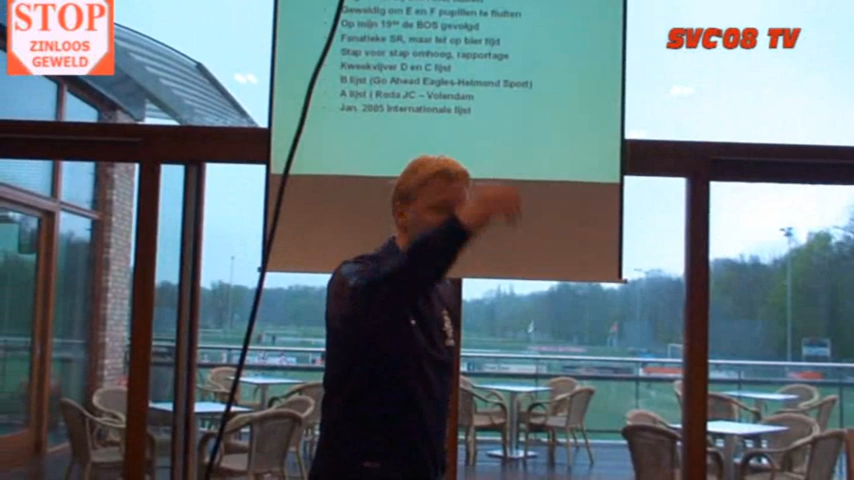 STOP
ZINLOOS
GEWELD
SVC08 TV
Geweldig om E en F pupillen te fluiten
Op mijn 19de de BOS gevolgd
Fanatieke SR, maar let op bier tijd
Stap voor stap omhoog, rapportage
Kweekvijver D en C lijst
B lijst (Go Ahead Eagles-Helmond Sport)
A lijst ( Roda JC – Volendam
Jan. 2005 Internationale lijst